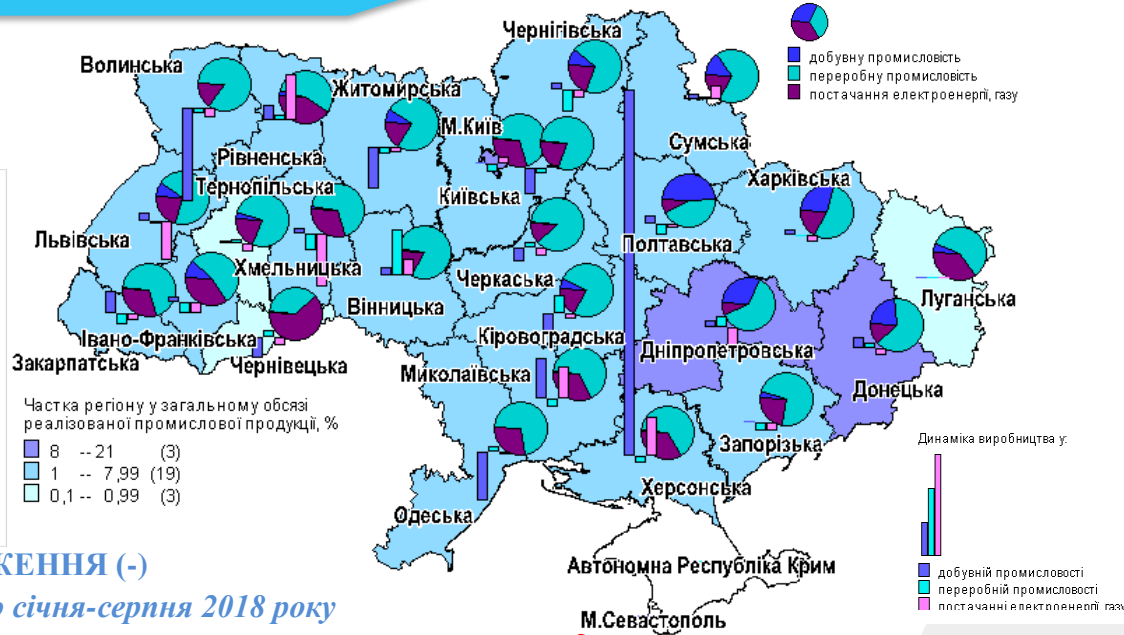 добувну промисловість
переробну промисловість
постачання електроенергії, газу
Чернігівська
Волинська
Житомирська
М.Київ
Сумська
Рівненська
Тернопільська
Харківська
Київська
Львівська
Полтавська
Хмельницька
Черкаська
Луганська
Вінницька
Івано-Франківська
Кіровоградська
Дніпропетровська
Закарпатська
Чернівецька
Миколаївська
Донецька
Частка регіону у загальному обсязі
реалізованої промислової продукції, %
8 -- 21 (3)
1 -- 7,99 (19)
0,1 -- 0,99 (3)
Запорізька
Динаміка виробництва у:
Херсонська
Одеська
ЖЕННЯ (-)
Автономна Республіка Крим
добувній промисловості
переробній промисловості
постачанні електроенергії, газу
січня-серпня 2018 року
М.Севастополь